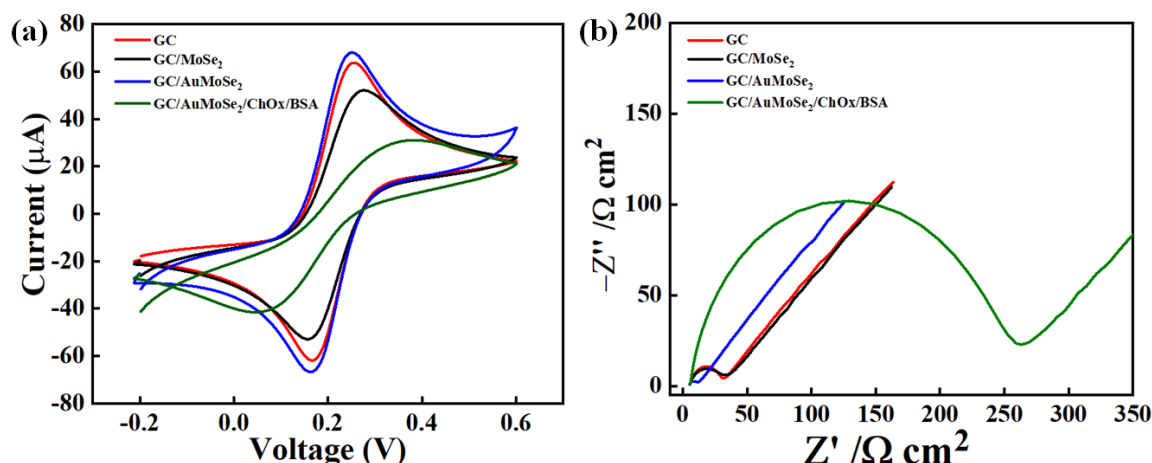 (a)
GC
GC/MoSe₂
GC/AuMoSe₂
GC/AuMoSe₂/ChOx/BSA
Current (μA)
80
60
40
20
0
-20
-40
-60
-80
-0.2 0.0 0.2 0.4 0.6
Voltage (V)
(b)
GC
GC/MoSe₂
GC/AuMoSe₂
GC/AuMoSe₂/ChOx/BSA
−Z'' /Ω cm²
200
150
100
50
0
0 50 100 150 200 250 300 350
Z' /Ω cm²